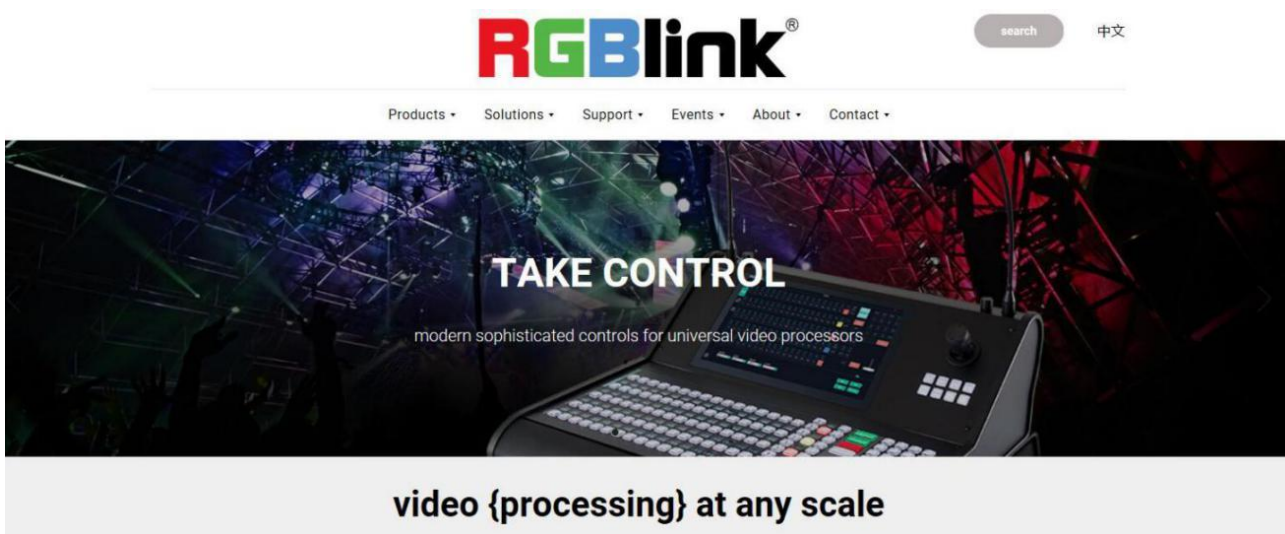 RGBlink®
search
中文
Products
Solutions
Support
Events
About
Contact
TAKE CONTROL
modern sophisticated controls for universal video processors
video {processing} at any scale